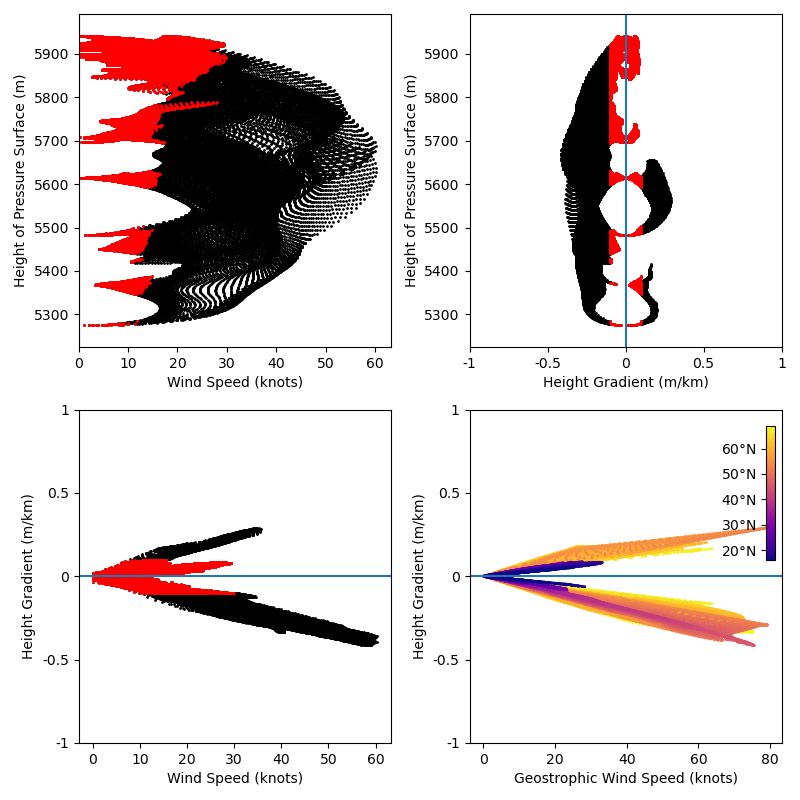 5900
5800
5700
5600
5500
5400
5300
Height of Pressure Surface (m)
0 10 20 30 40 50 60
Wind Speed (knots)
5900
5800
5700
5600
5500
5400
5300
Height of Pressure Surface (m)
-1 -0.5 0 0.5 1
Height Gradient (m/km)
1
0.5
0
-0.5
-1
Height Gradient (m/km)
0 10 20 30 40 50 60
Wind Speed (knots)
1
0.5
0
-0.5
-1
Height Gradient (m/km)
60°N
50°N
40°N
30°N
20°N
0 20 40 60 80
Geostrophic Wind Speed (knots)